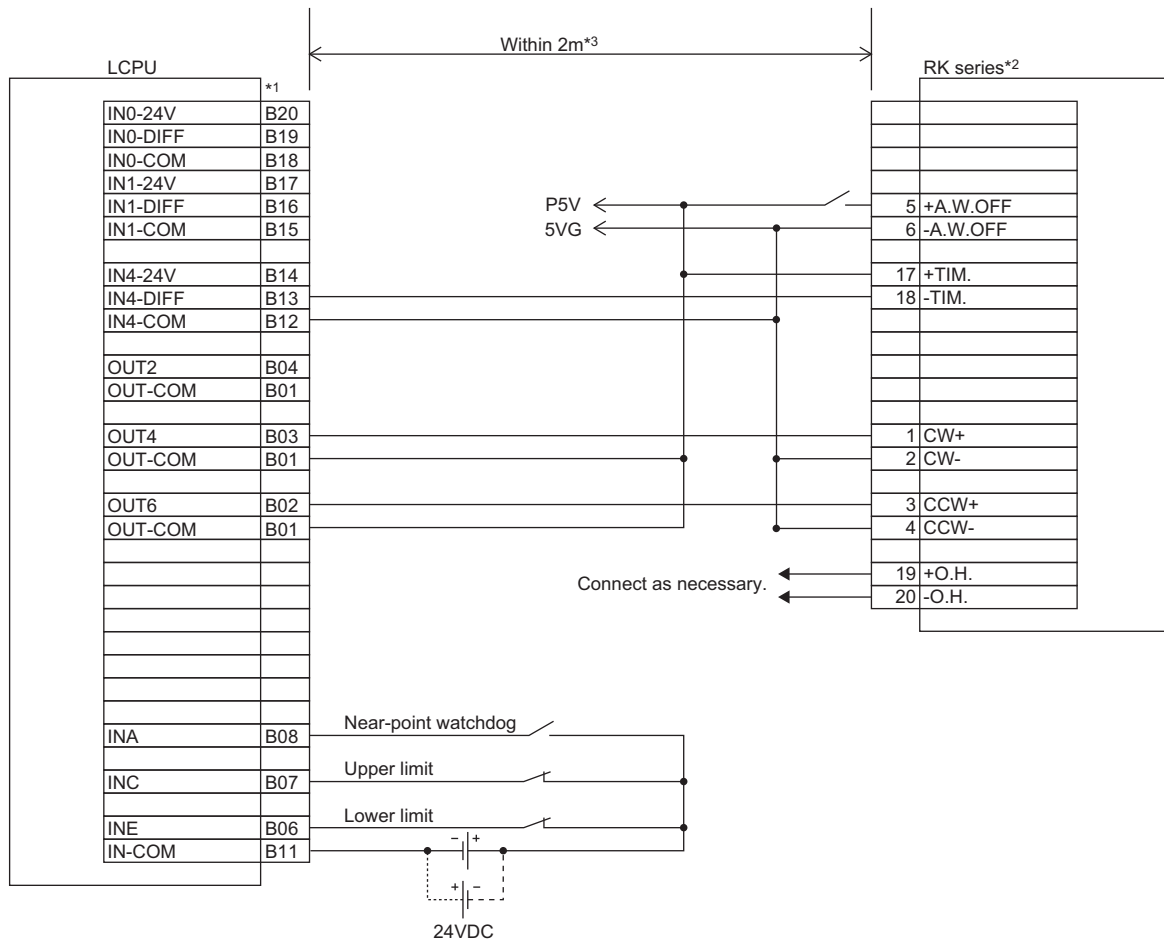 Within 2m*3
LCPU
RK series*2
*1
IN0-24V B20
IN0-DIFF B19
IN0-COM B18
IN1-24V B17
IN1-DIFF B16
IN1-COM B15
IN4-24V B14
IN4-DIFF B13
IN4-COM B12
OUT2 B04
OUT-COM B01
OUT4 B03
OUT-COM B01
OUT6 B02
OUT-COM B01
INA B08
INC B07
INE B06
IN-COM B11
P5V
5VG
5 +A.W.OFF
6 -A.W.OFF
17 +TIM.
18 -TIM.
1 CW+
2 CW-
3 CCW+
4 CCW-
19 +O.H.
20 -O.H.
Connect as necessary.
Near-point watchdog
Upper limit
Lower limit
- +
+ -
24VDC